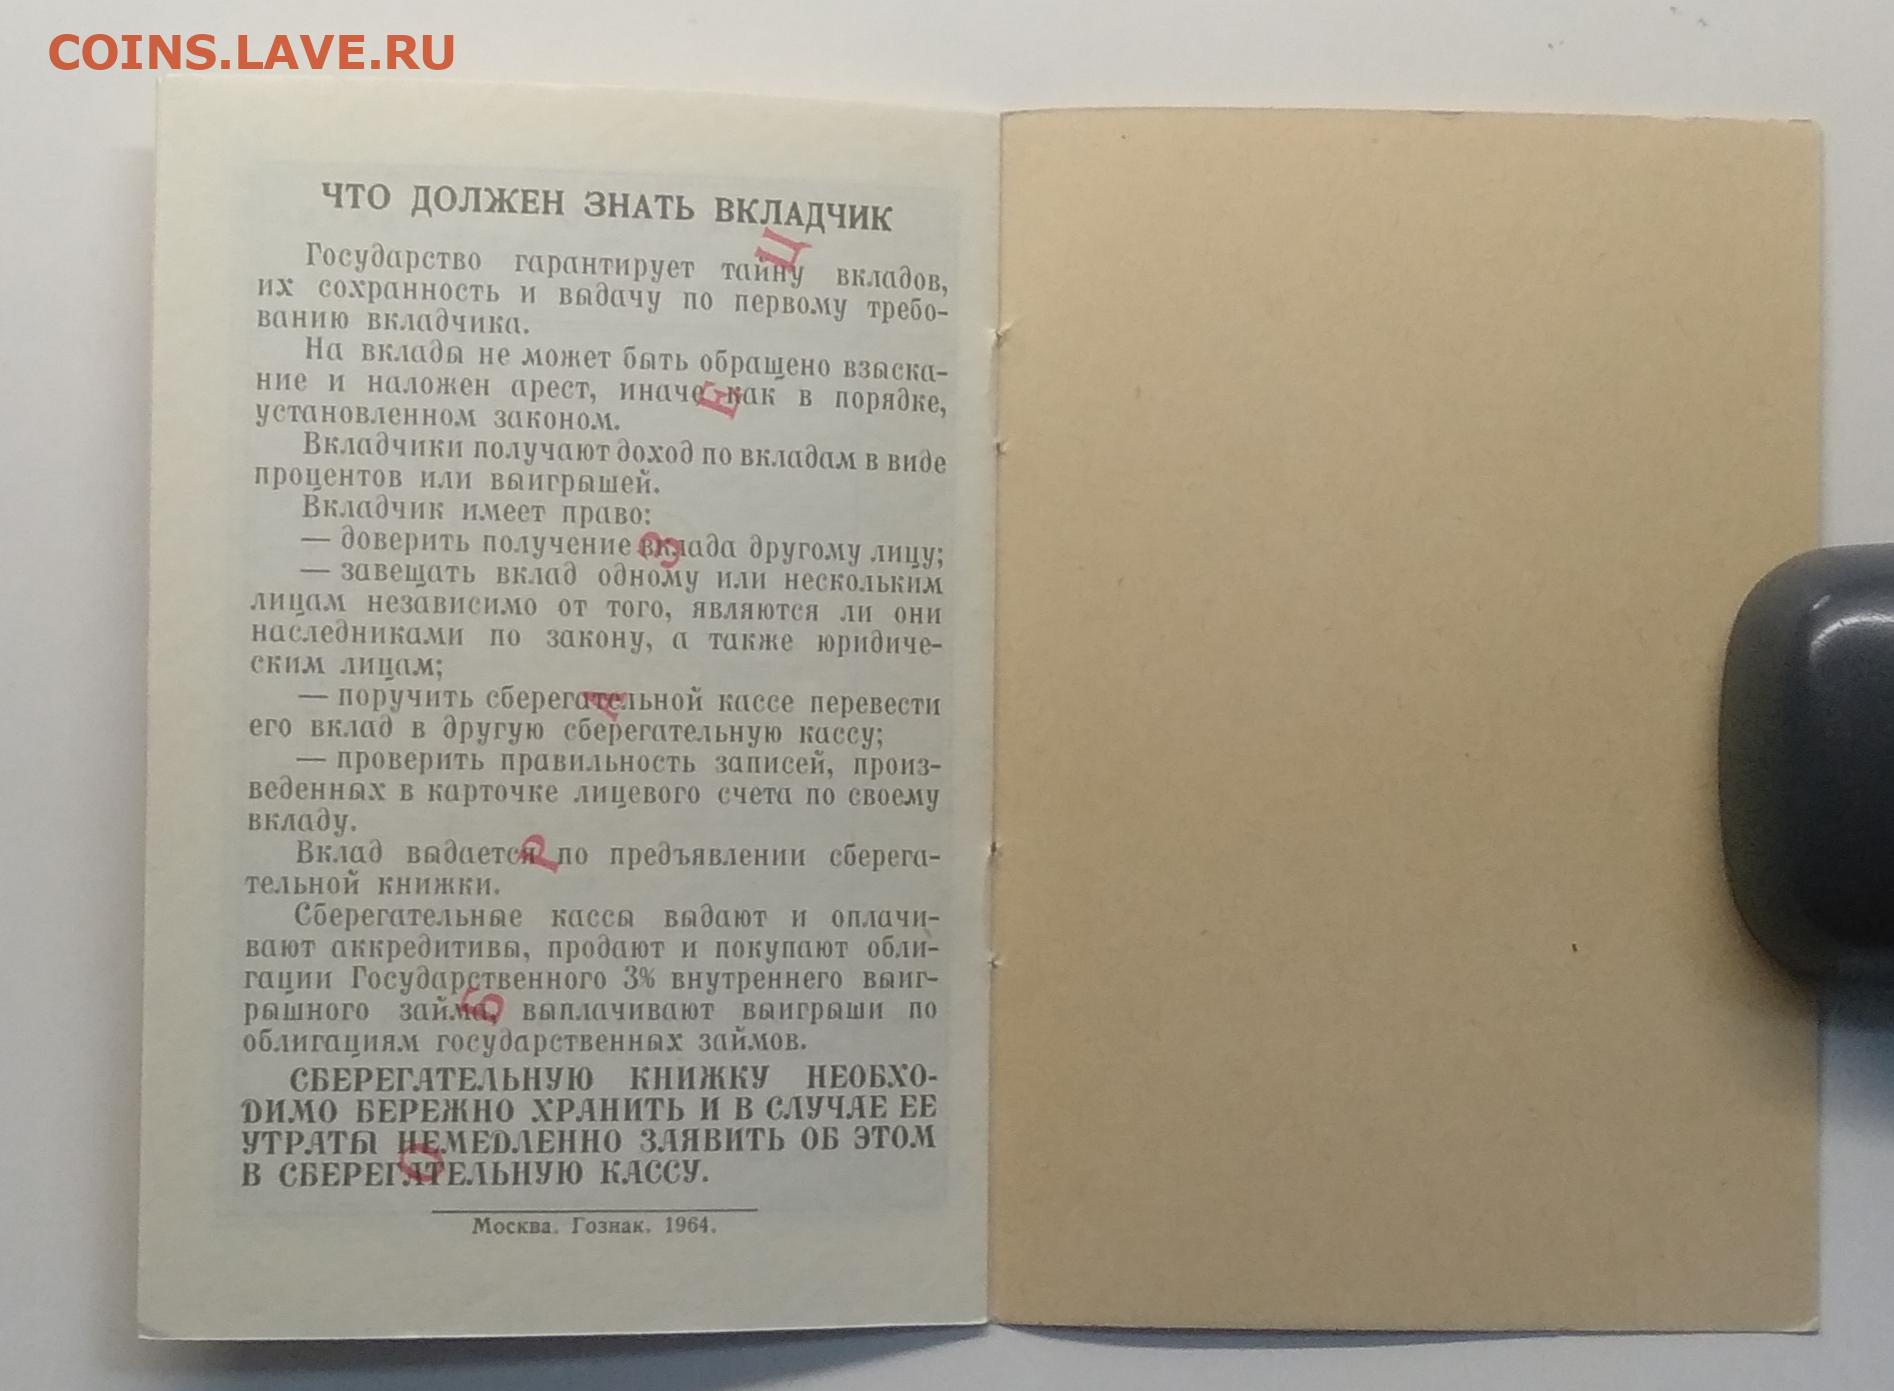 COINS.LAVE.RU
ЧТО ДОЛЖЕН ЗНАТЬ ВКЛАДЧИК
Государство гарантирует тайну вкладов,
их сохранность и выдачу по первому требо-
ванию вкладчика.
На вклады не может быть обращено взыска-
ние и наложен арест, иначе как в порядке,
установленном законом.
Вкладчики получают доход по вкладам в виде
процентов или выигрышей.
Вкладчик имеет право:
— доверить получение вклада другому лицу;
— завещать вклад одному или нескольким
лицам независимо от того, являются ли они
наследниками по закону, а также юридиче-
ским лицам;
— поручить сберегательной кассе перевести
его вклад в другую сберегательную кассу;
— проверить правильность записей, произ-
веденных в карточке лицевого счета по своему
вкладу.
Вклад выдается по предъявлении сберега-
тельной книжки.
Сберегательные кассы выдают и оплачи-
вают аккредитивы, продают и покупают обли-
гации Государственного 3% внутреннего выиг-
рышного займа, выплачивают выигрыши по
облигациям государственных займов.
СБЕРЕГАТЕЛЬНУЮ КНИЖКУ НЕОБХО-
ДИМО БЕРЕЖНО ХРАНИТЬ И В СЛУЧАЕ ЕЕ
УТРАТЫ НЕМЕДЛЕННО ЗАЯВИТЬ ОБ ЭТОМ
В СБЕРЕГАТЕЛЬНУЮ КАССУ.
Москва. Гознак. 1964.
ОБРАЗЕЦ